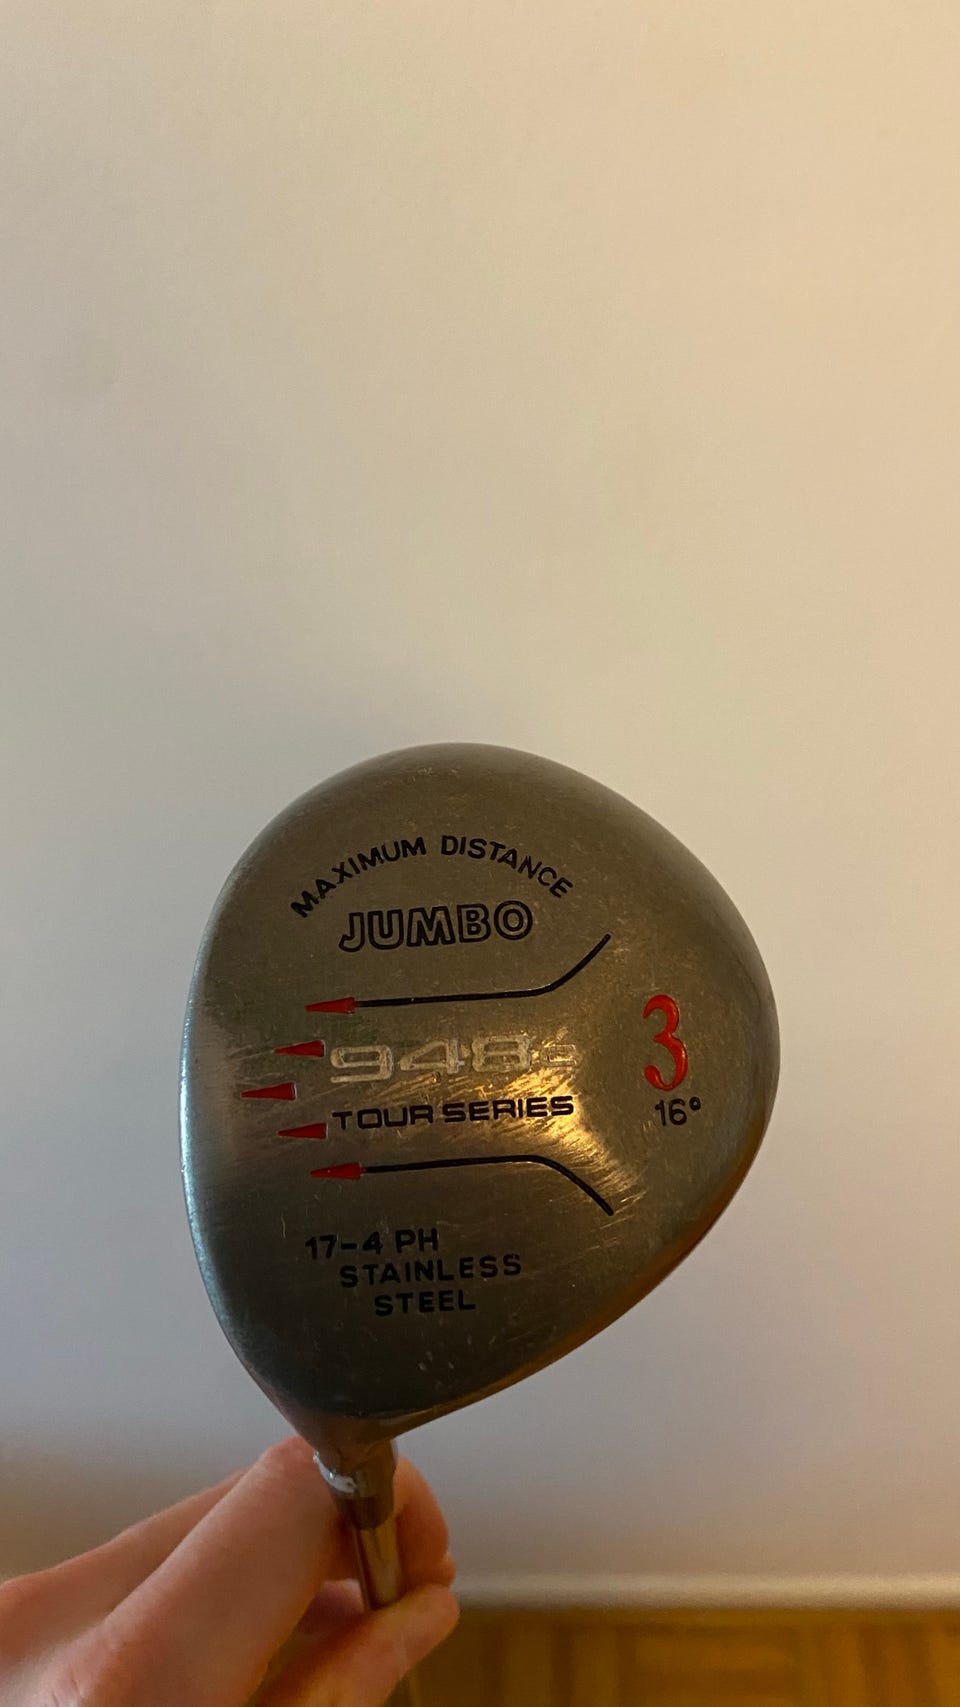 MAXIMUM DISTANCE
JUMBO
948
TOUR SERIES
3
16°
17-4 PH
STAINLESS
STEEL